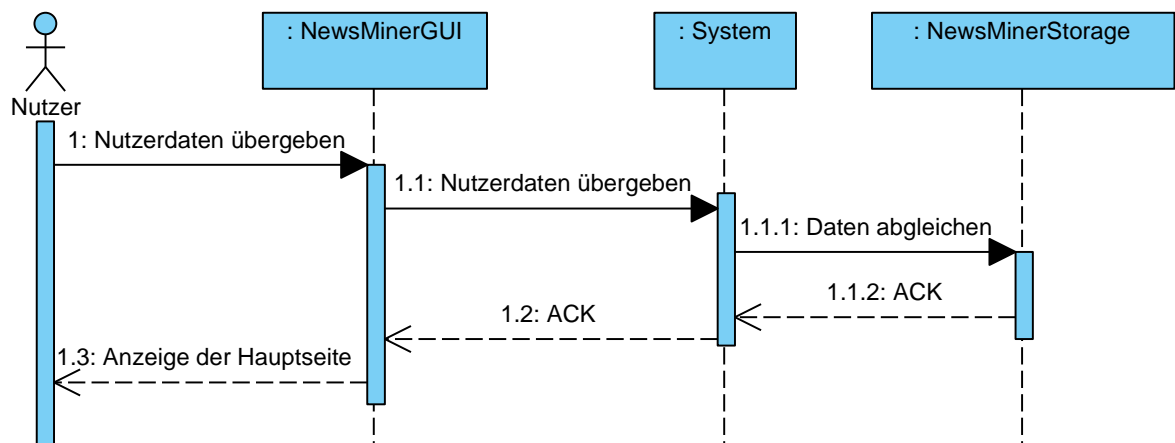 : NewsMinerGUI
: System
: NewsMinerStorage
Nutzer
1: Nutzerdaten übergeben
1.1: Nutzerdaten übergeben
1.1.1: Daten abgleichen
1.1.2: ACK
1.2: ACK
1.3: Anzeige der Hauptseite